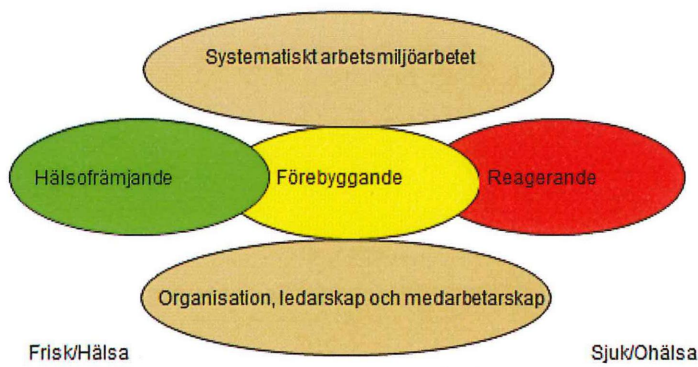 Systematiskt arbetsmiljöarbetet
Hälsofrämjande
Förebyggande
Reagerande
Organisation, ledarskap och medarbetarskap
Frisk/Hälsa
Sjuk/Ohälsa